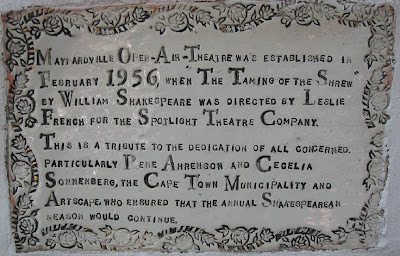 Maynardville Open-Air-Theatre was established in
February 1956, when The Taming of the Shrew
by William Shakespeare was directed by Leslie
French for the Spotlight Theatre Company.
This is a tribute to the dedication of all concerned,
particularly Rene Ahrenson and Cecelia
Sonnenberg, the Cape Town Municipality and
Artscape, who ensured that the annual Shakespearean
season would continue.